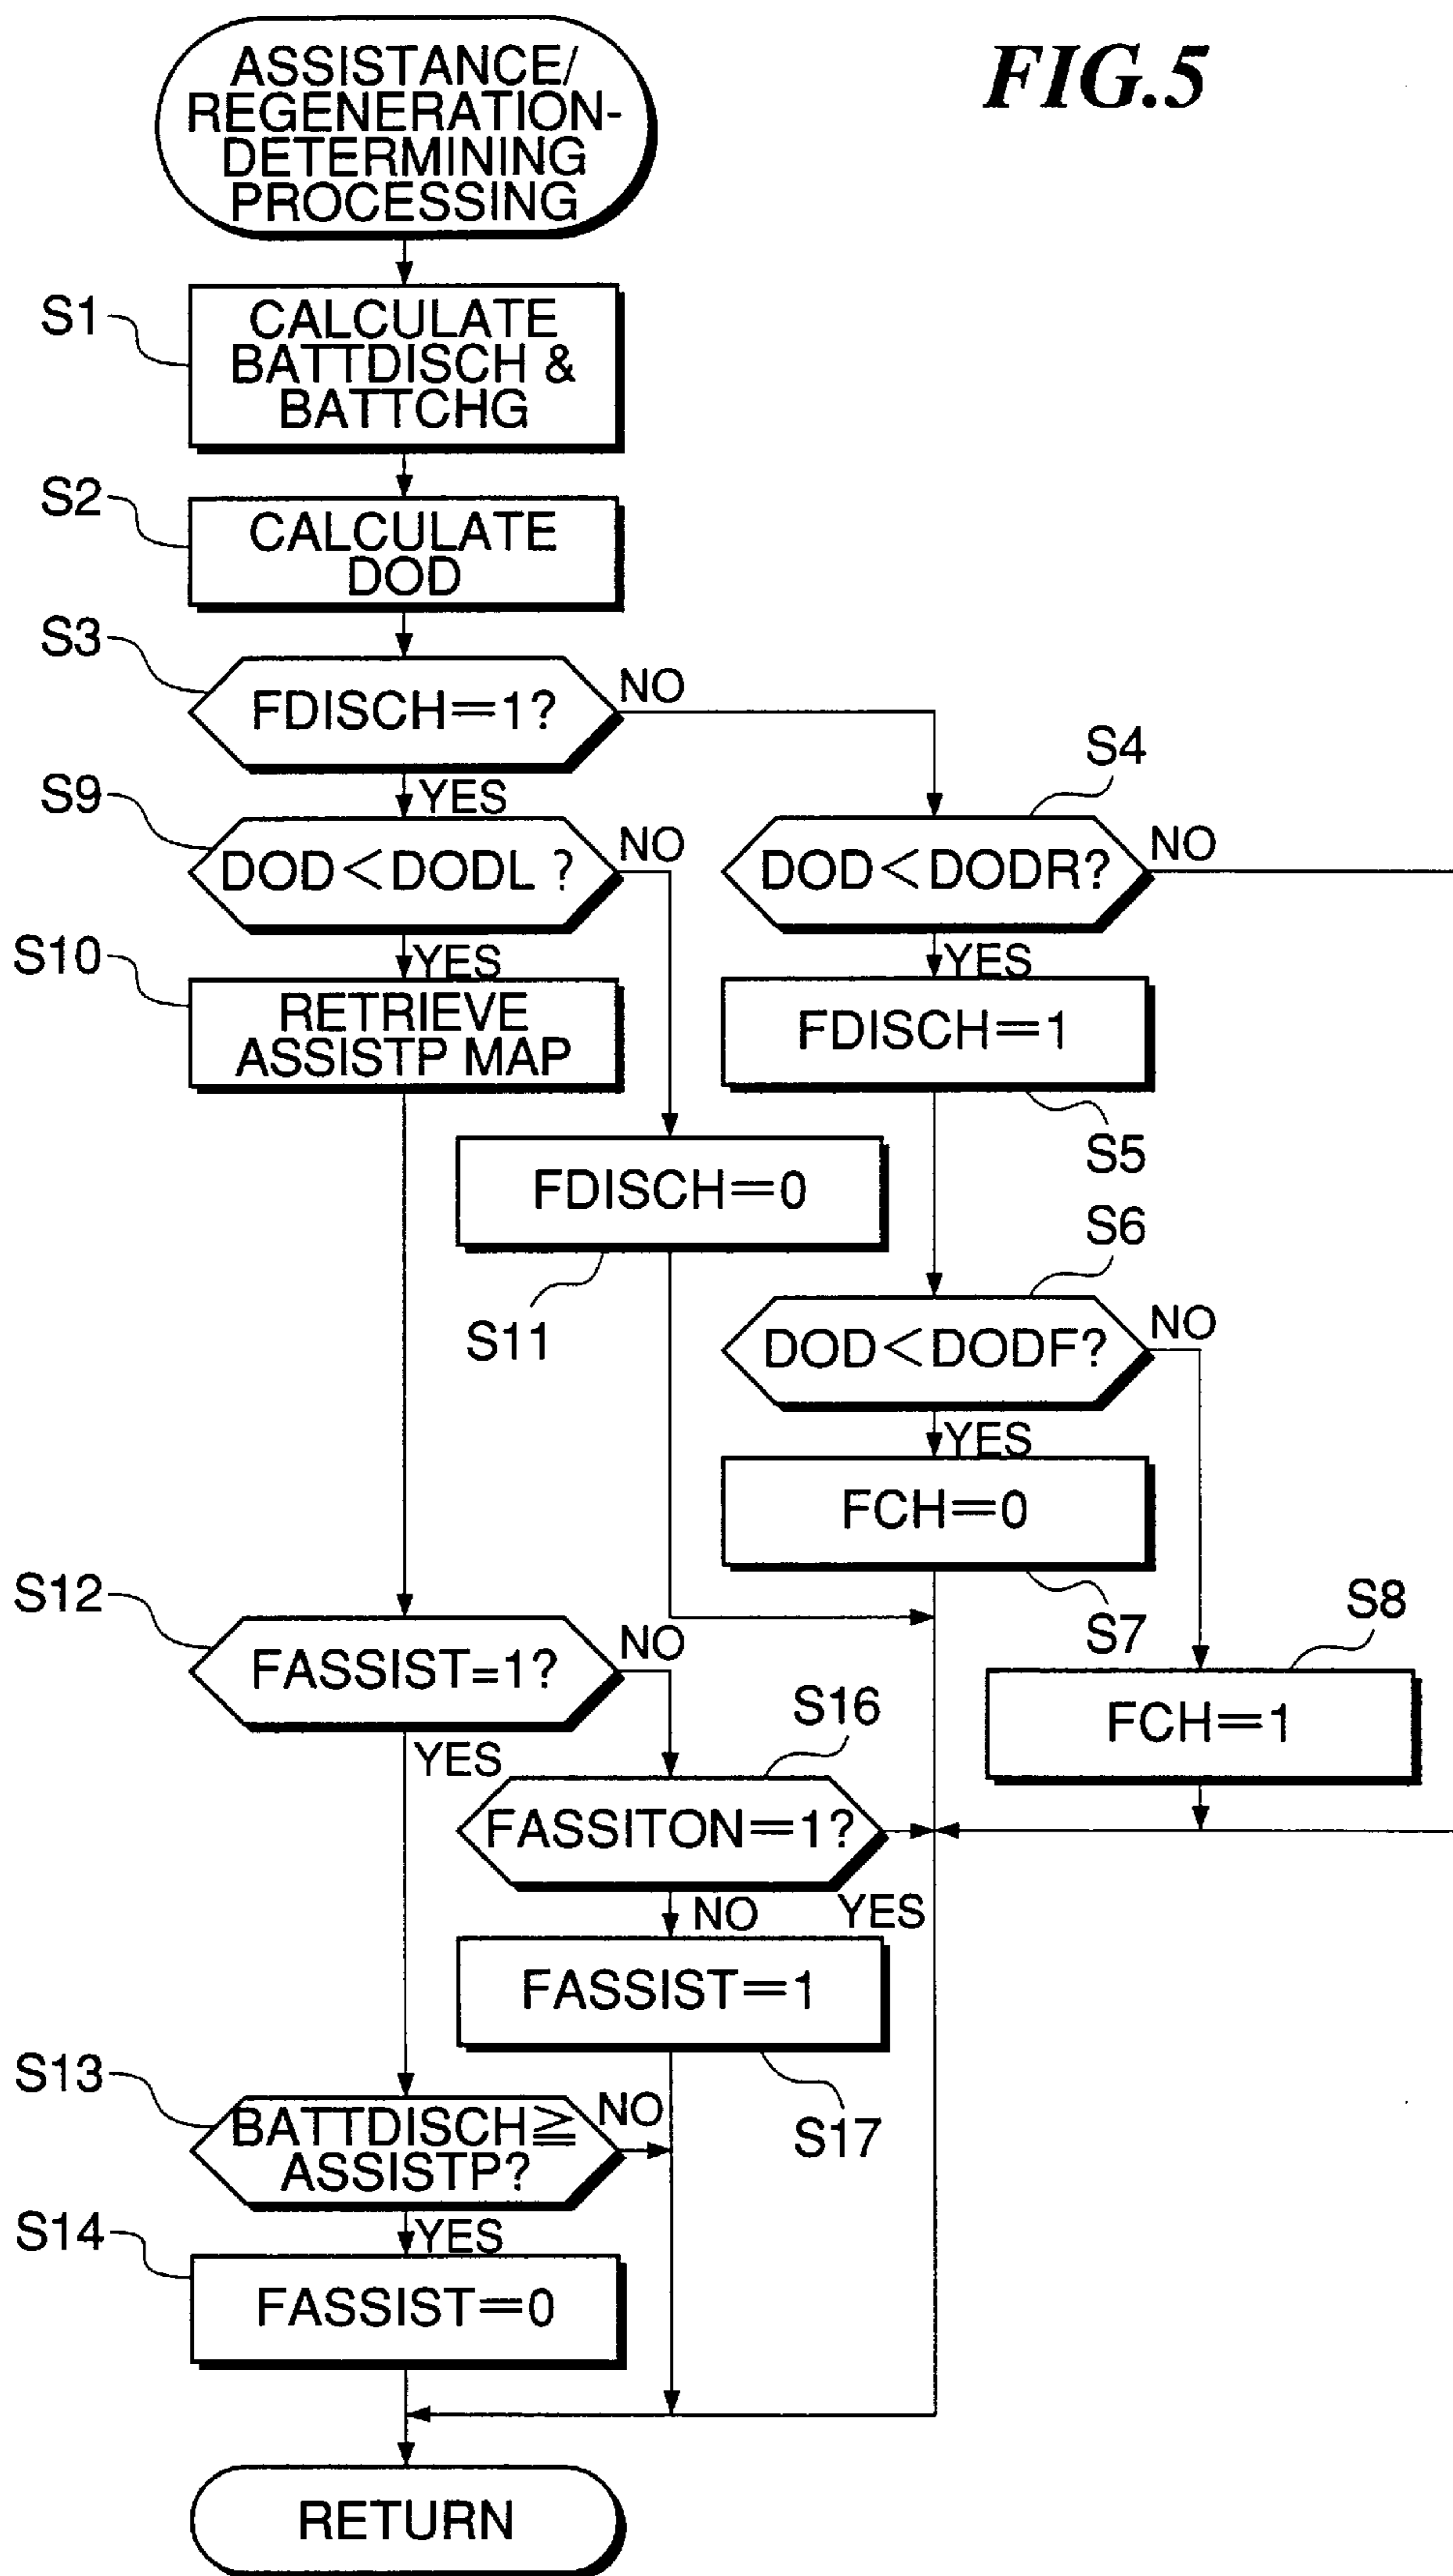 FIG.5
ASSISTANCE/
REGENERATION-
DETERMINING
PROCESSING
S1
CALCULATE
BATTDISCH &
BATTCHG
S2
CALCULATE
DOD
S3
FDISCH=1?
NO
YES
S4
S9
DOD<DODL ?
NO
YES
DOD<DODR?
NO
YES
S10
RETRIEVE
ASSISTP MAP
FDISCH=1
S5
FDISCH=0
S11
S6
DOD<DODF?
NO
YES
FCH=0
S7
S8
FCH=1
S12
FASSIST=1?
NO
YES
S16
FASSITON=1?
NO
YES
FASSIST=1
S17
S13
BATTDISCH≧
ASSISTP?
NO
YES
S14
FASSIST=0
RETURN